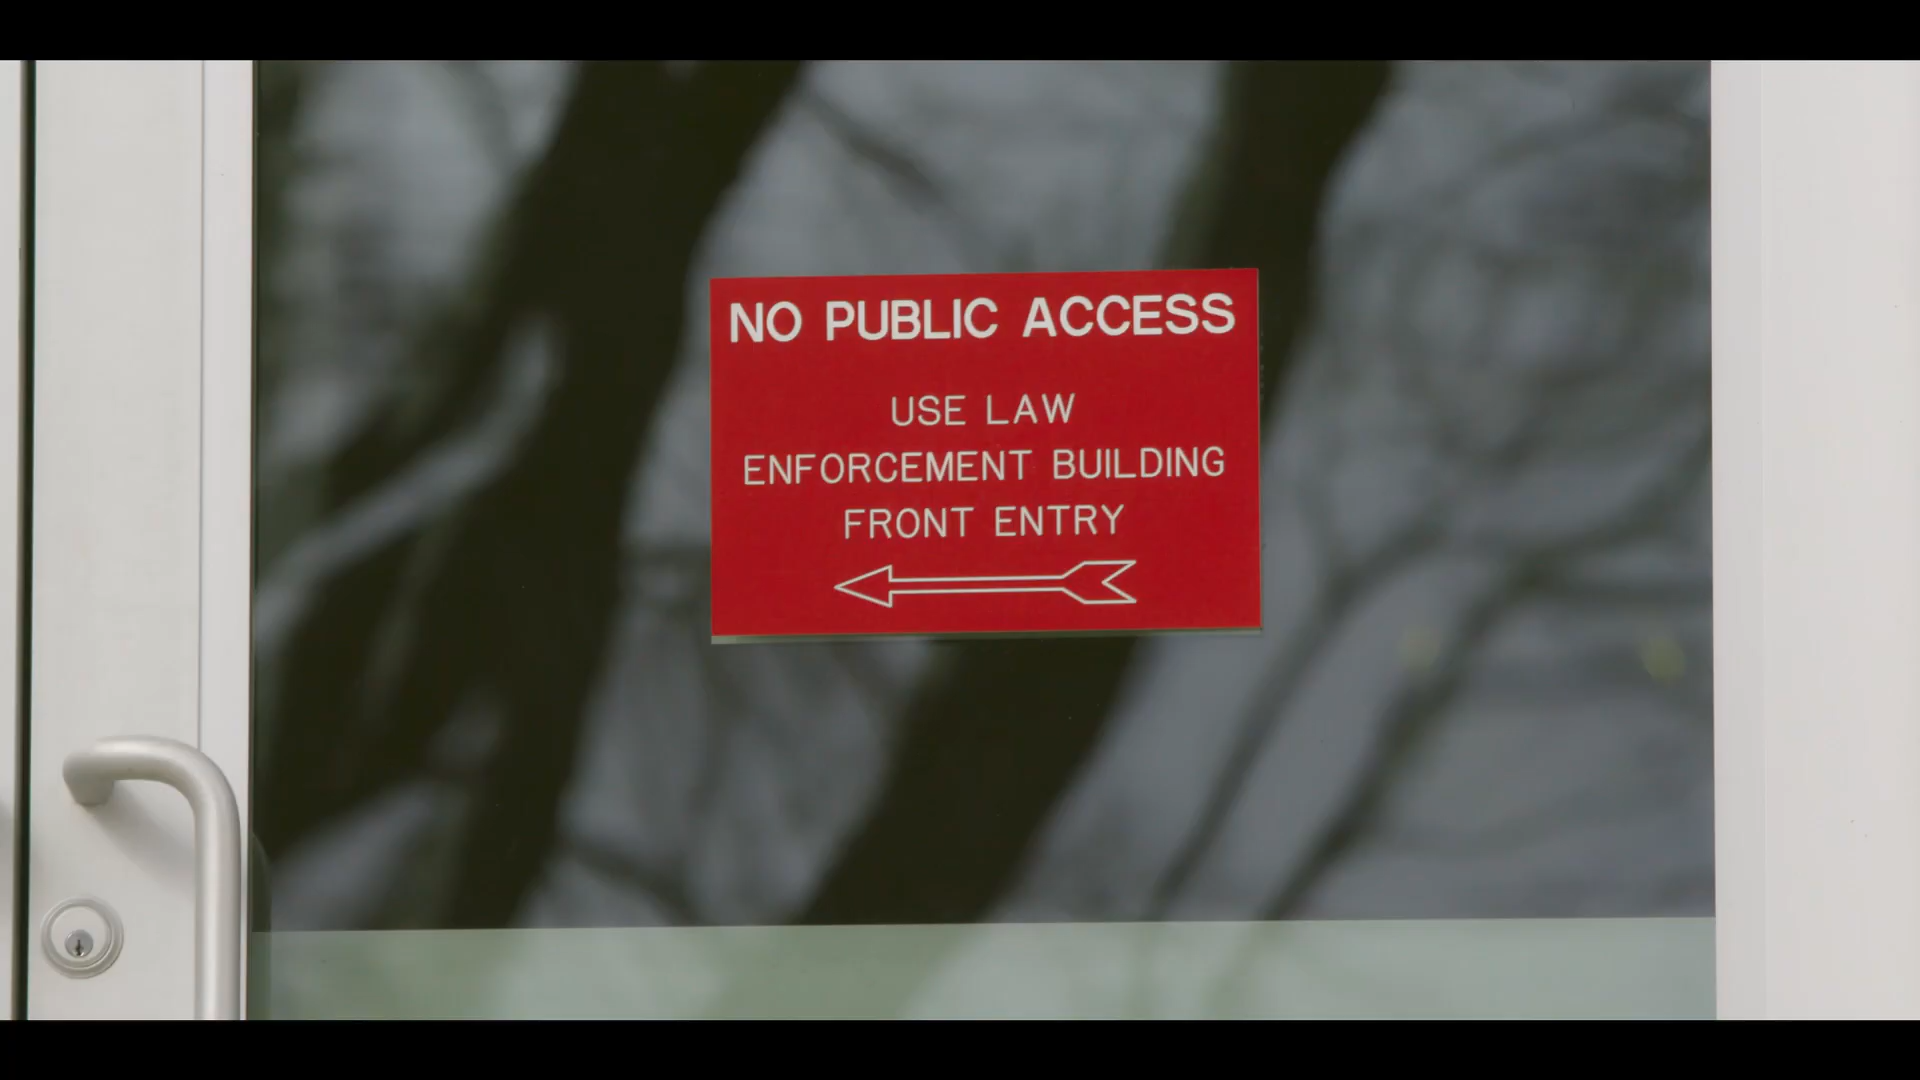 NO PUBLIC ACCESS
USE LAW
ENFORCEMENT BUILDING
FRONT ENTRY